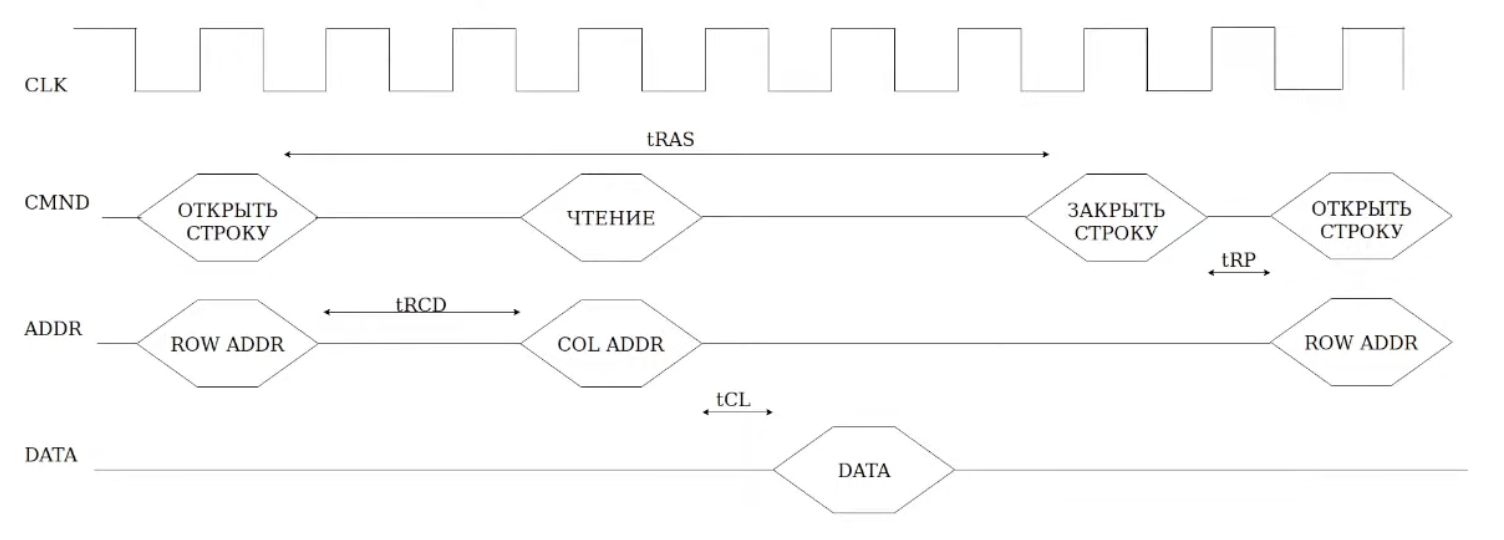 CLK
tRAS
CMND
ОТКРЫТЬ
СТРОКУ
ЧТЕНИЕ
ЗАКРЫТЬ
СТРОКУ
ОТКРЫТЬ
СТРОКУ
tRP
ADDR
ROW ADDR
tRCD
COL ADDR
ROW ADDR
tCL
DATA
DATA